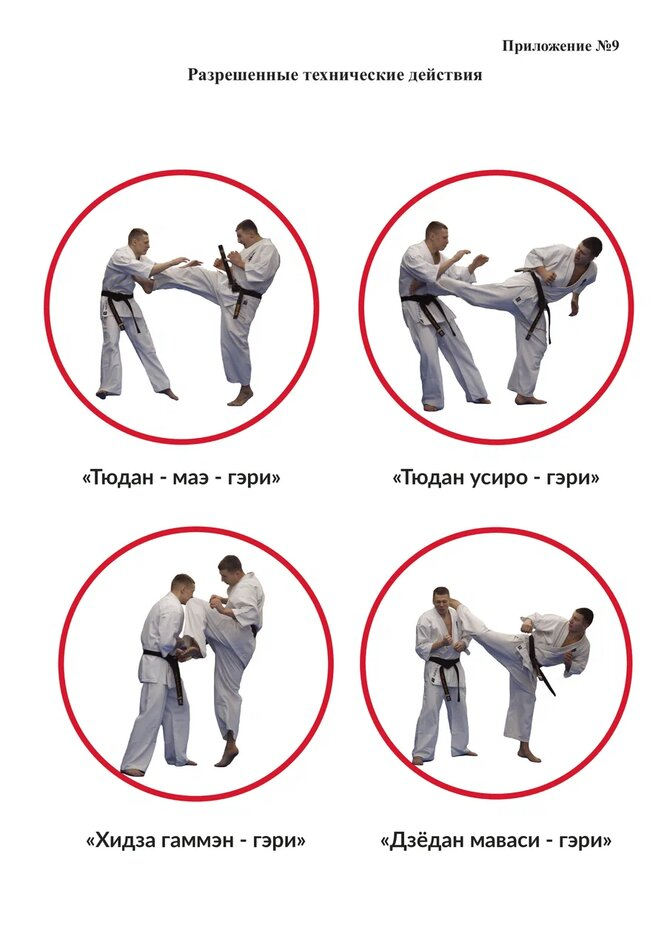 Приложение №9
Разрешенные технические действия
«Тюдан - маэ - гэри»
«Тюдан усиро - гэри»
«Хидза гаммэн - гэри»
«Дзёдан маваси - гэри»